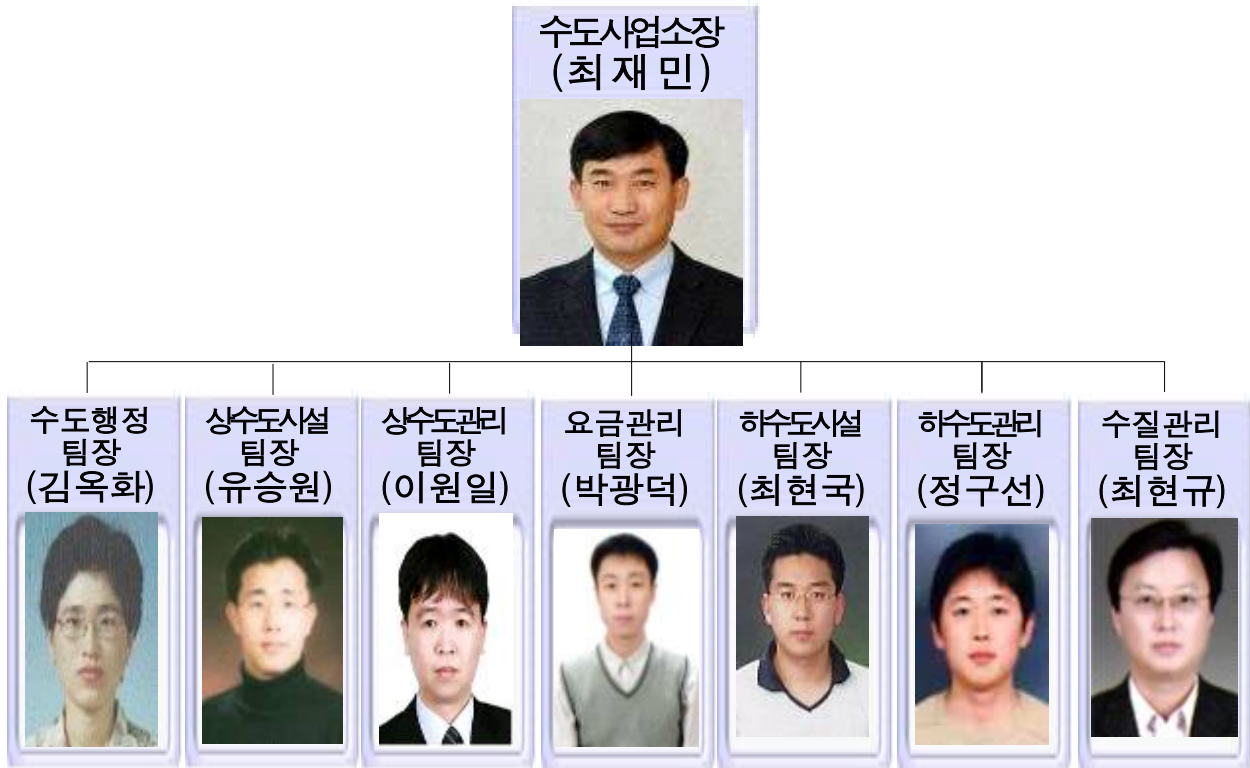 수도사업소장
(최재민)
수도행정
팀장
(김옥화)
상수도시설
팀장
(유승원)
상수도관리
팀장
(이원일)
요금관리
팀장
(박광덕)
하수도시설
팀장
(최현국)
하수도관리
팀장
(정구선)
수질관리
팀장
(최현규)